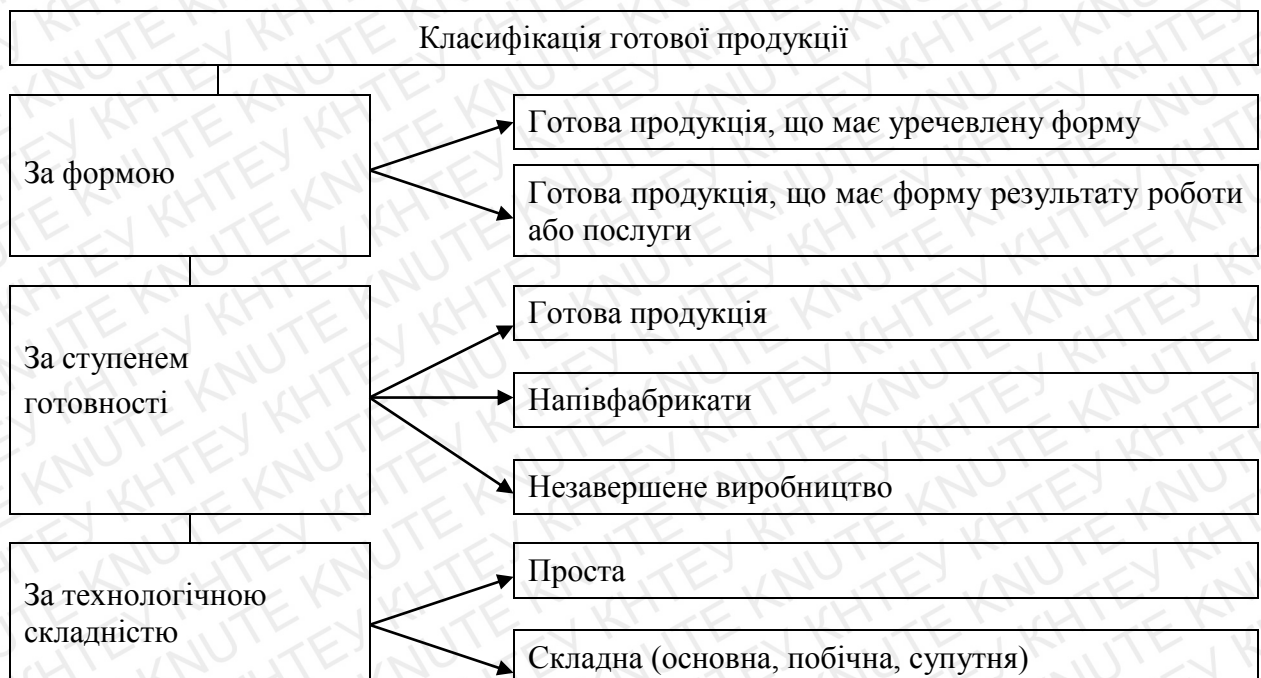 Класифікація готової продукції
За формою
Готова продукція, що має уречевлену форму
Готова продукція, що має форму результату роботи
або послуги
За ступенем
готовності
Готова продукція
Напівфабрикати
Незавершене виробництво
За технологічною
складністю
Проста
Складна (основна, побічна, супутня)